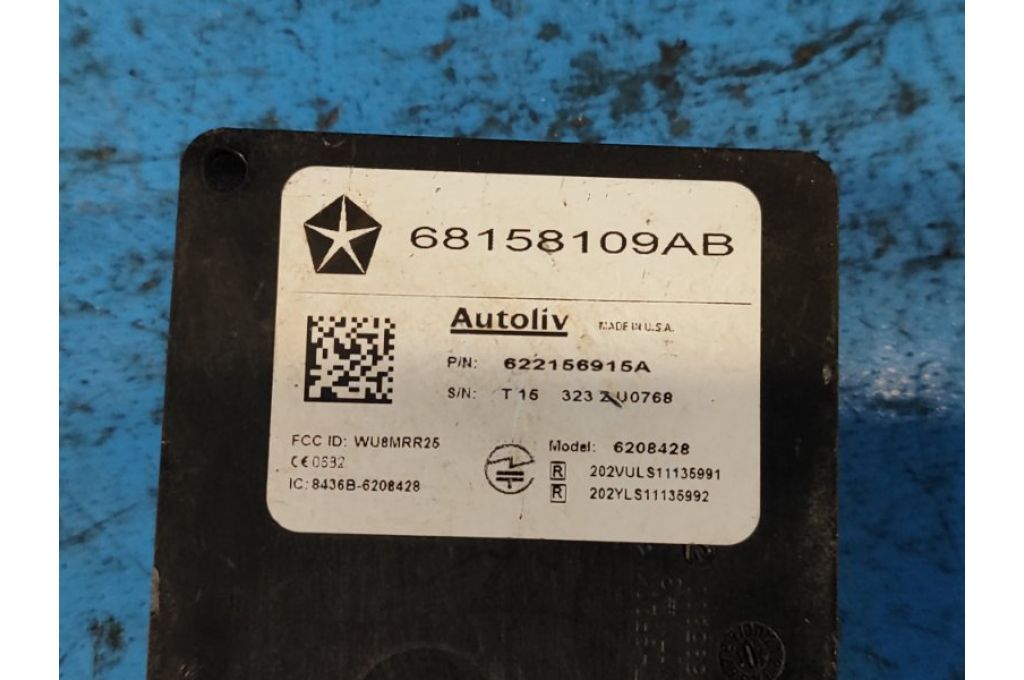 68158109AB
Autoliv MADE IN U.S.A.
P/N: 622156915A
S/N: T 15 323 Z U0768
FCC ID: WU8MRR25
CE 0682
IC: 8436B-6208428
Model: 6208428
R 202VULS11135991
R 202YLS11135992